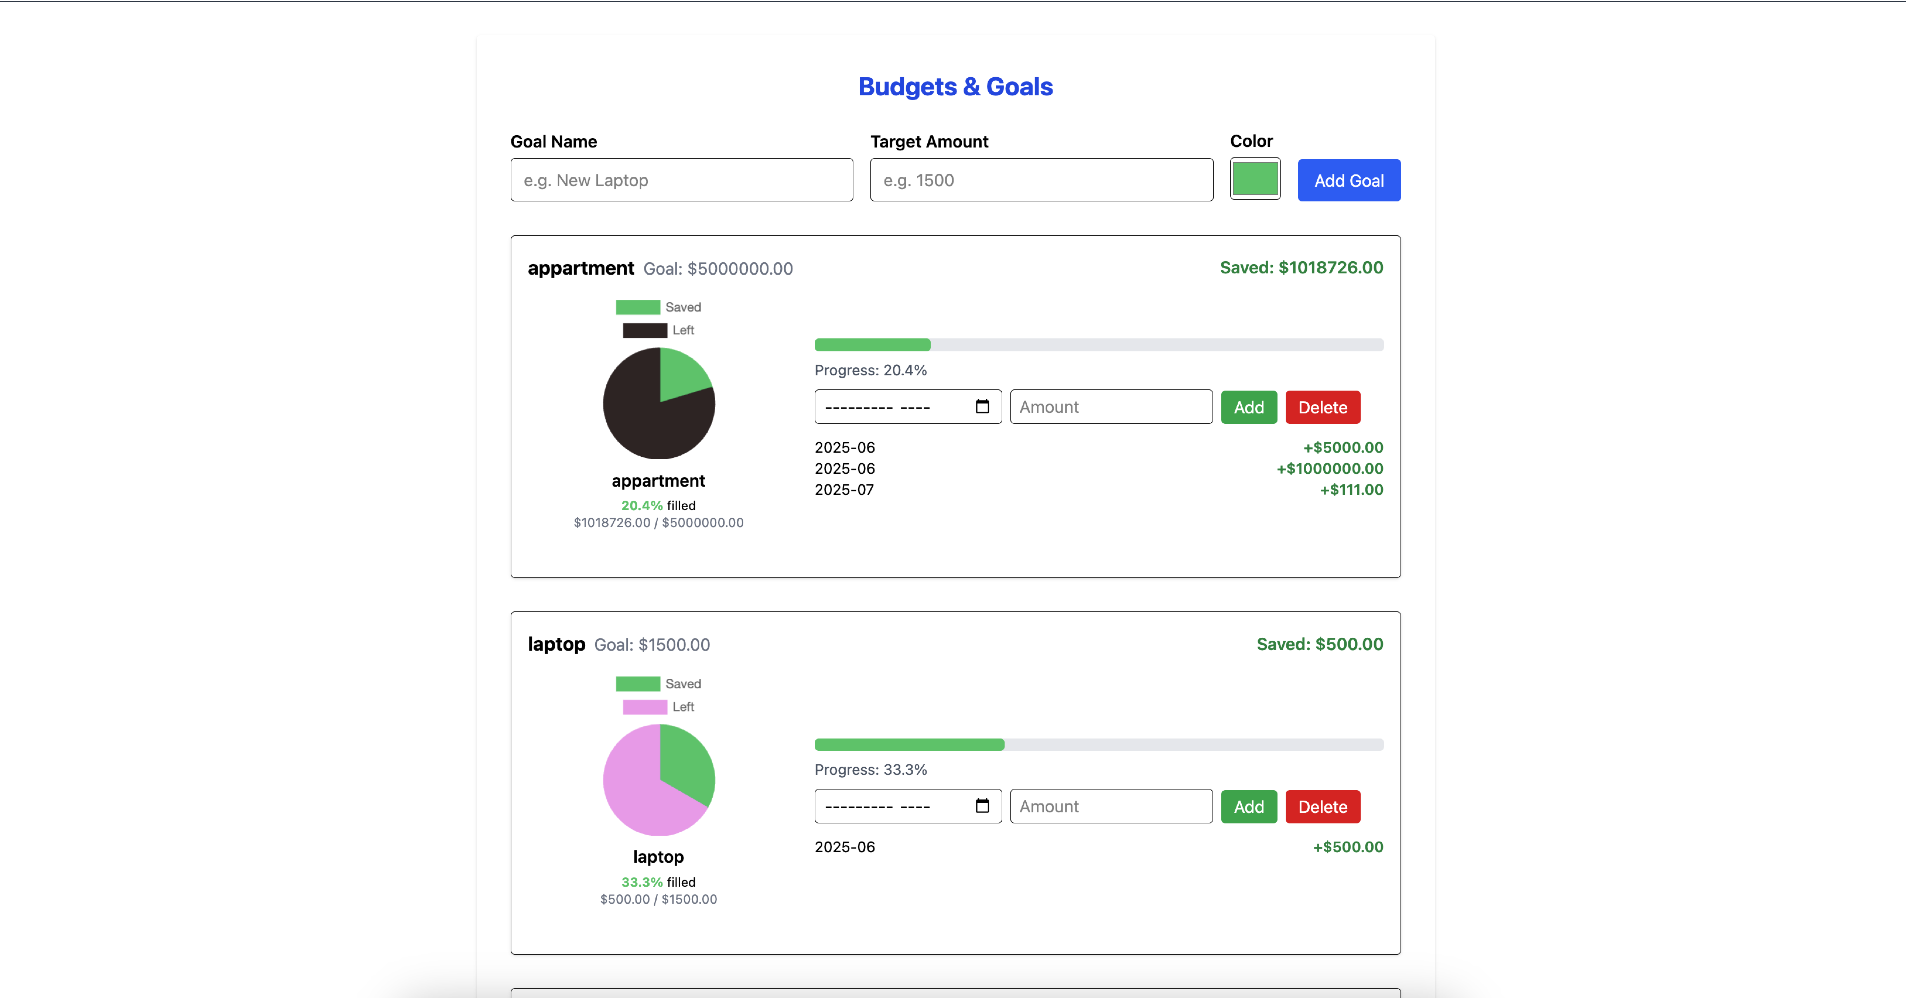 Budgets & Goals
Goal Name
Target Amount
Color
e.g. New Laptop
e.g. 1500
Add Goal
appartment Goal: $5000000.00
Saved: $1018726.00
Saved
Left
appartment
20.4% filled
$1018726.00 / $5000000.00
Progress: 20.4%
--------- ----
Amount
Add
Delete
2025-06 +$5000.00
2025-06 +$1000000.00
2025-07 +$111.00
laptop Goal: $1500.00
Saved: $500.00
Saved
Left
laptop
33.3% filled
$500.00 / $1500.00
Progress: 33.3%
--------- ----
Amount
Add
Delete
2025-06 +$500.00